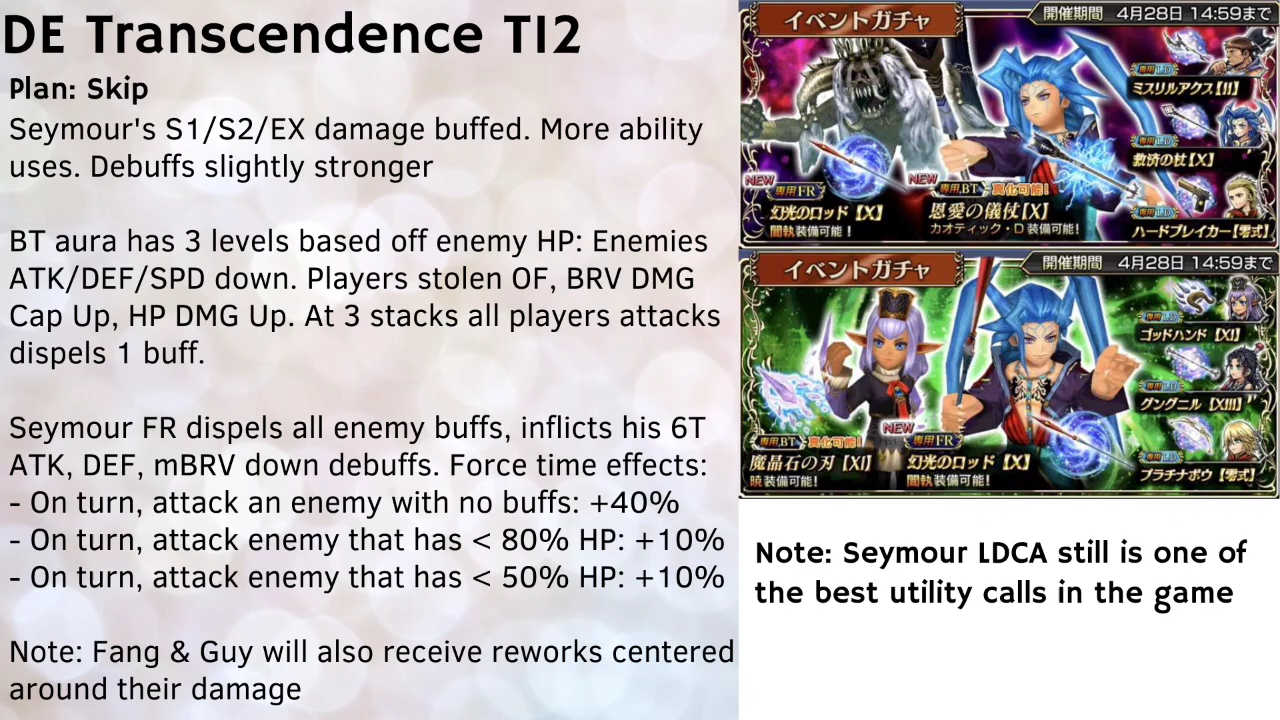 DE Transcendence T12
Plan: Skip
Seymour's S1/S2/EX damage buffed. More ability
uses. Debuffs slightly stronger
BT aura has 3 levels based off enemy HP: Enemies
ATK/DEF/SPD down. Players stolen OF, BRV DMG
Cap Up, HP DMG Up. At 3 stacks all players attacks
dispels 1 buff.
Seymour FR dispels all enemy buffs, inflicts his 6T
ATK, DEF, mBRV down debuffs. Force time effects:
- On turn, attack an enemy with no buffs: +40%
- On turn, attack enemy that has < 80% HP: +10%
- On turn, attack enemy that has < 50% HP: +10%
Note: Fang & Guy will also receive reworks centered
around their damage
イベントガチャ
開催期間 4月28日 14:59まで
専用LD
ミスリルアクス【II】
専用LD
救済の杖【X】
専用LD
ハードブレイカー【零式】
NEW
専用FR
幻光のロッド【X】
闇執装備可能!
NEW
専用BT 真化可能!
恩愛の儀仗【X】
カオティック・D 装備可能!
イベントガチャ
開催期間 4月28日 14:59まで
専用LD
ゴッドハンド【XI】
専用LD
グングニル【XIII】
専用LD
プラチナボウ【零式】
専用BT 真化可能!
魔晶石の刃【XI】
暁装備可能!
NEW
専用FR
幻光のロッド【X】
闇執装備可能!
Note: Seymour LDCA still is one of
the best utility calls in the game